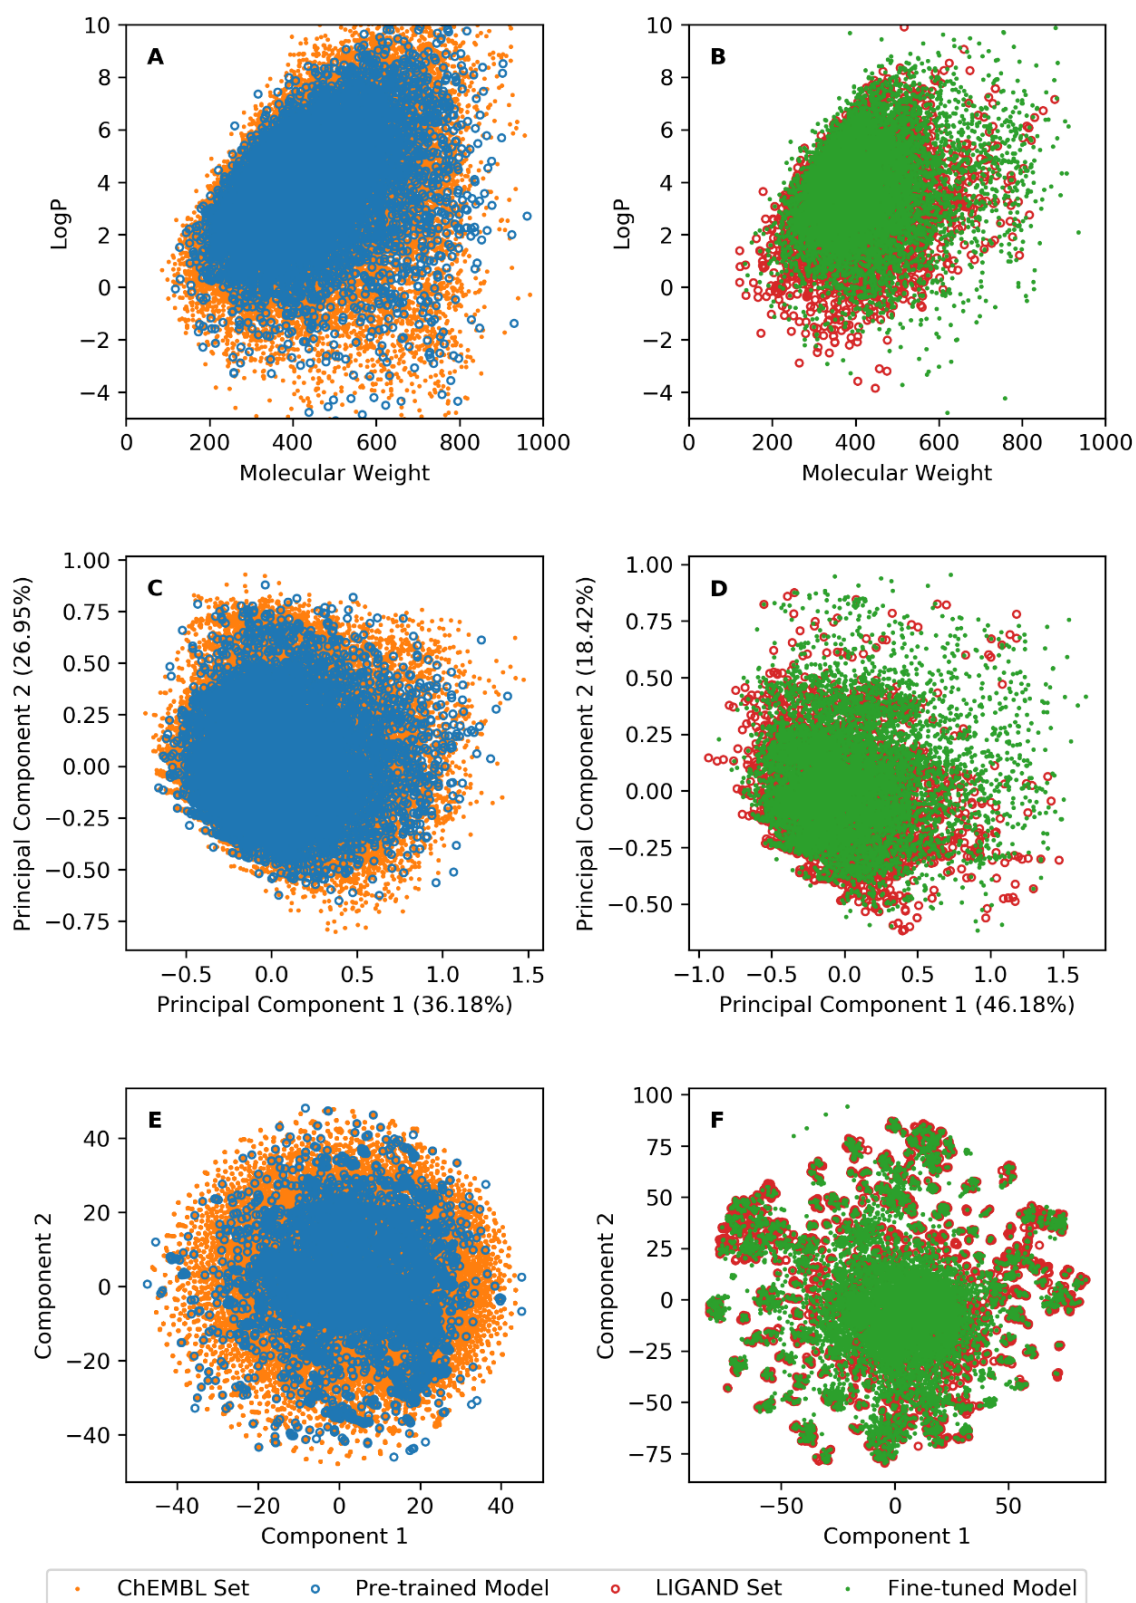 A
10
8
6
4
2
0
−2
−4
LogP
0 200 400 600 800 1000
Molecular Weight
B
10
8
6
4
2
0
−2
−4
LogP
0 200 400 600 800 1000
Molecular Weight
C
1.00
0.75
0.50
0.25
0.00
−0.25
−0.50
−0.75
Principal Component 2 (26.95%)
−0.5 0.0 0.5 1.0 1.5
Principal Component 1 (36.18%)
D
1.00
0.75
0.50
0.25
0.00
−0.25
−0.50
Principal Component 2 (18.42%)
−1.0 −0.5 0.0 0.5 1.0 1.5
Principal Component 1 (46.18%)
E
40
20
0
−20
−40
Component 2
−40 −20 0 20 40
Component 1
F
100
75
50
25
0
−25
−50
−75
Component 2
−50 0 50
Component 1
ChEMBL Set Pre-trained Model LIGAND Set Fine-tuned Model